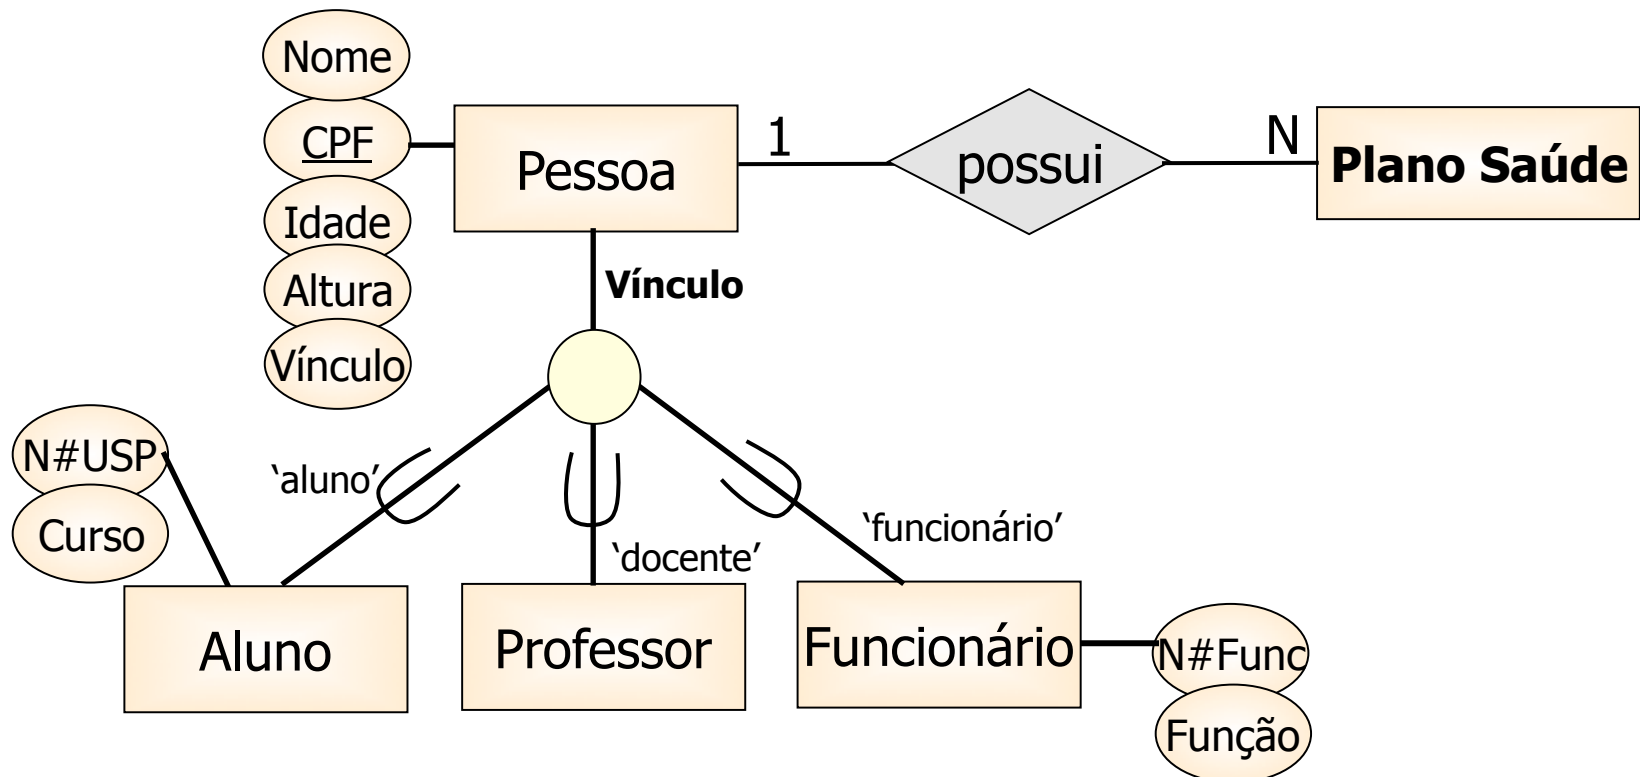 Nome
CPF
Idade
Altura
Vínculo
Pessoa
1
possui
N
Plano Saúde
Vínculo
N#USP
Curso
‘aluno’
‘docente’
‘funcionário’
Aluno
Professor
Funcionário
N#Func
Função